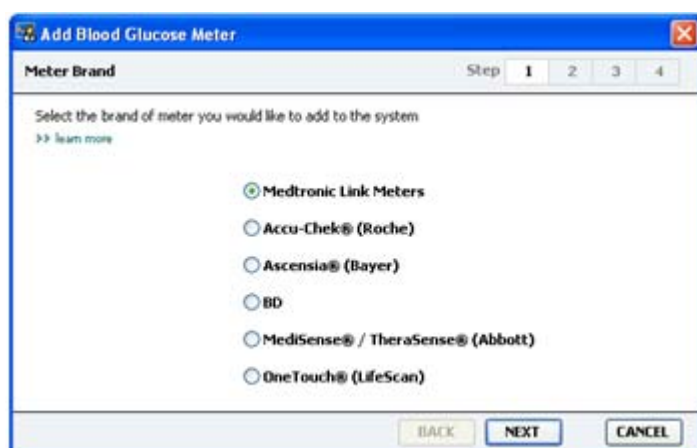 Add Blood Glucose Meter
Meter Brand Step 1 2 3 4
Select the brand of meter you would like to add to the system
>> learn more
Medtronic Link Meters
Accu-Chek® (Roche)
Ascensia® (Bayer)
BD
MediSense® / TheraSense® (Abbott)
OneTouch® (LifeScan)
BACK NEXT CANCEL